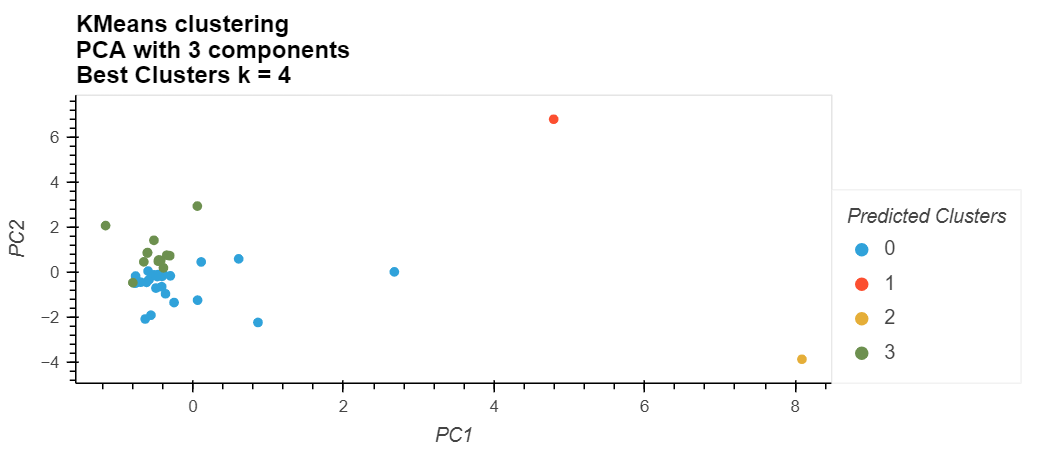 KMeans clustering
PCA with 3 components
Best Clusters k = 4
6
4
2
0
−2
−4
PC2
0
2
4
6
8
PC1
Predicted Clusters
0
1
2
3